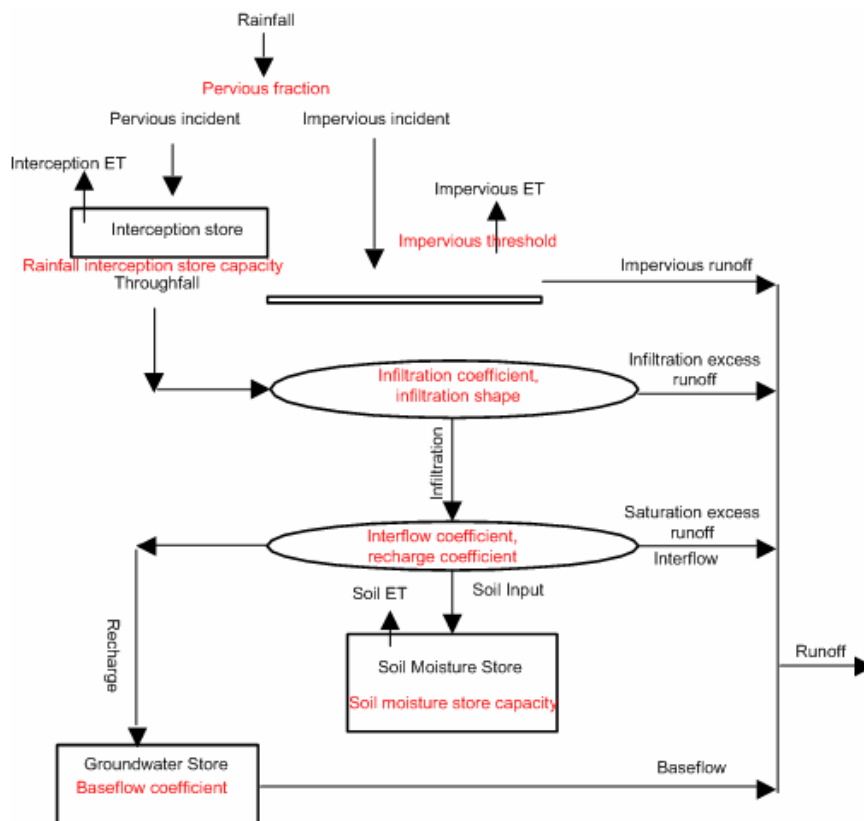 Rainfall
Pervious fraction
Pervious incident
Impervious incident
Interception ET
Impervious ET
Interception store
Impervious threshold
Rainfall interception store capacity
Throughfall
Impervious runoff
Infiltration coefficient,
infiltration shape
Infiltration excess
runoff
Infiltration
Interflow coefficient,
recharge coefficient
Saturation excess
runoff
Interflow
Soil ET
Soil Input
Recharge
Soil Moisture Store
Soil moisture store capacity
Runoff
Groundwater Store
Baseflow coefficient
Baseflow